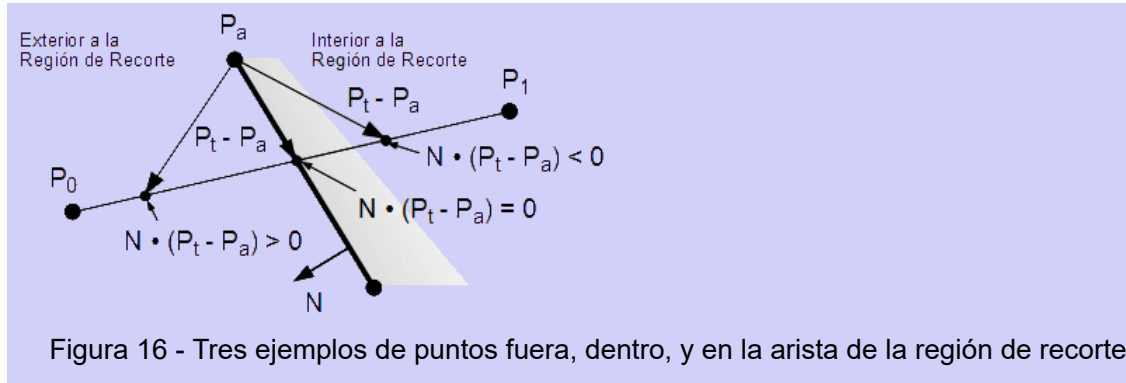 P₀
Exterior a la
Región de Recorte
Pₐ
Interior a la
Región de Recorte
P₁
Pₜ - Pₐ
Pₜ - Pₐ
N • (Pₜ - Pₐ) < 0
N • (Pₜ - Pₐ) = 0
N • (Pₜ - Pₐ) > 0
N
Figura 16 - Tres ejemplos de puntos fuera, dentro, y en la arista de la región de recorte